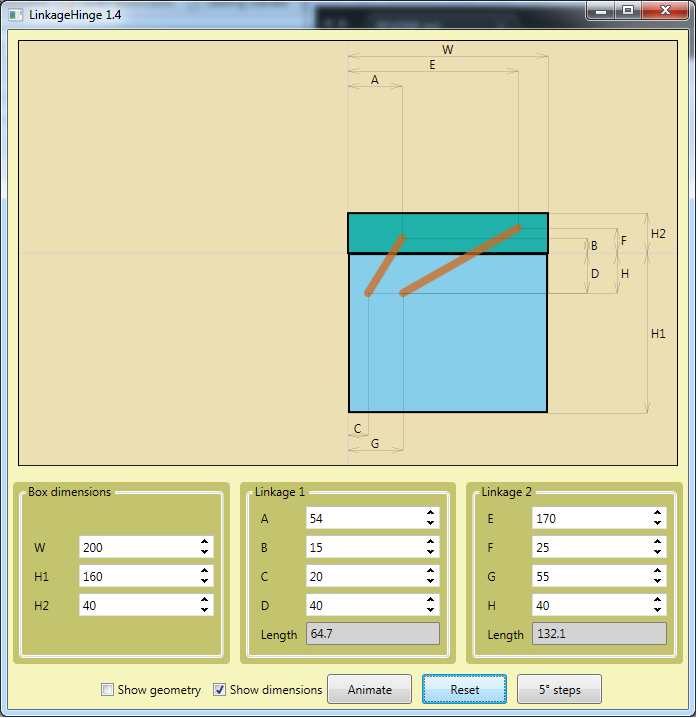 LinkageHinge 1.4
W
E
A
H2
F
B
D
H
H1
C
G
Box dimensions
W 200
H1 160
H2 40
Linkage 1
A 54
B 15
C 20
D 40
Length 64.7
Linkage 2
E 170
F 25
G 55
H 40
Length 132.1
Show geometry
Show dimensions
Animate
Reset
5° steps